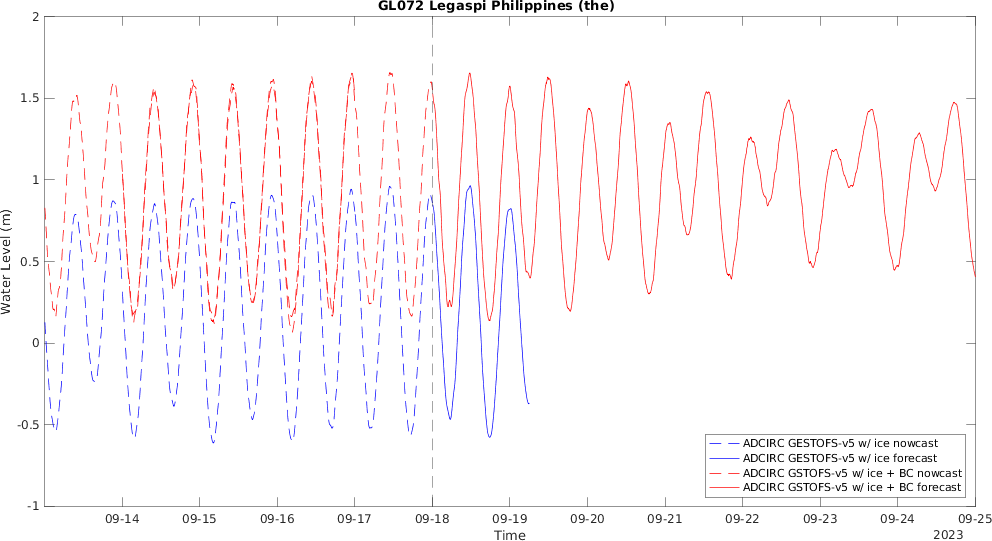 GL072 Legaspi Philippines (the)
2
1.5
1
0.5
0
-0.5
-1
Water Level (m)
ADCIRC GESTOFS-v5 w/ ice nowcast
ADCIRC GESTOFS-v5 w/ ice forecast
ADCIRC GSTOFS-v5 w/ ice + BC nowcast
ADCIRC GSTOFS-v5 w/ ice + BC forecast
09-14 09-15 09-16 09-17 09-18 09-19 09-20 09-21 09-22 09-23 09-24 09-25
Time
2023